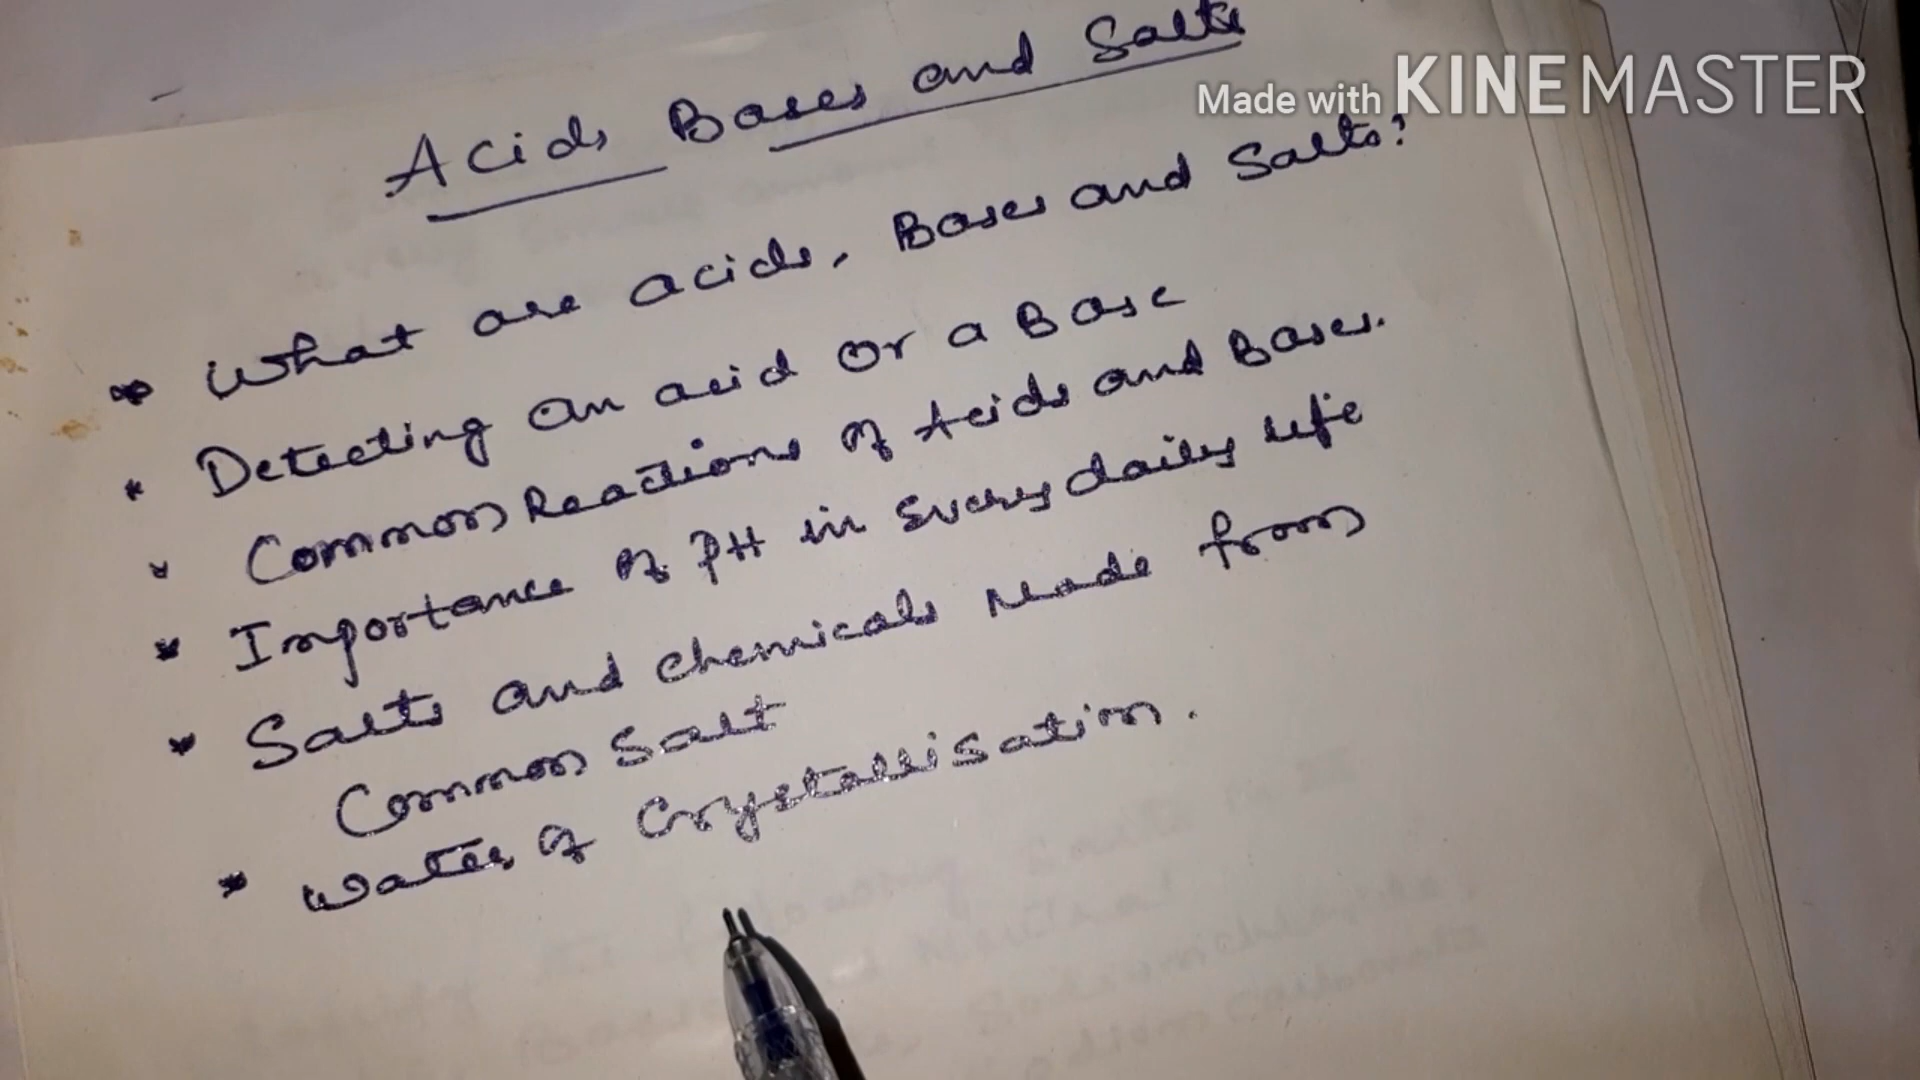 Acids Bases and Salts
Made with KINEMASTER
* What are acids, Bases and Salts?
* Detecting an acid or a Base
* Common Reactions of Acids and Bases.
* Importance of PH in Every daily life
* Salts and chemicals Made from
Common Salt
* Water of Crystallisation.